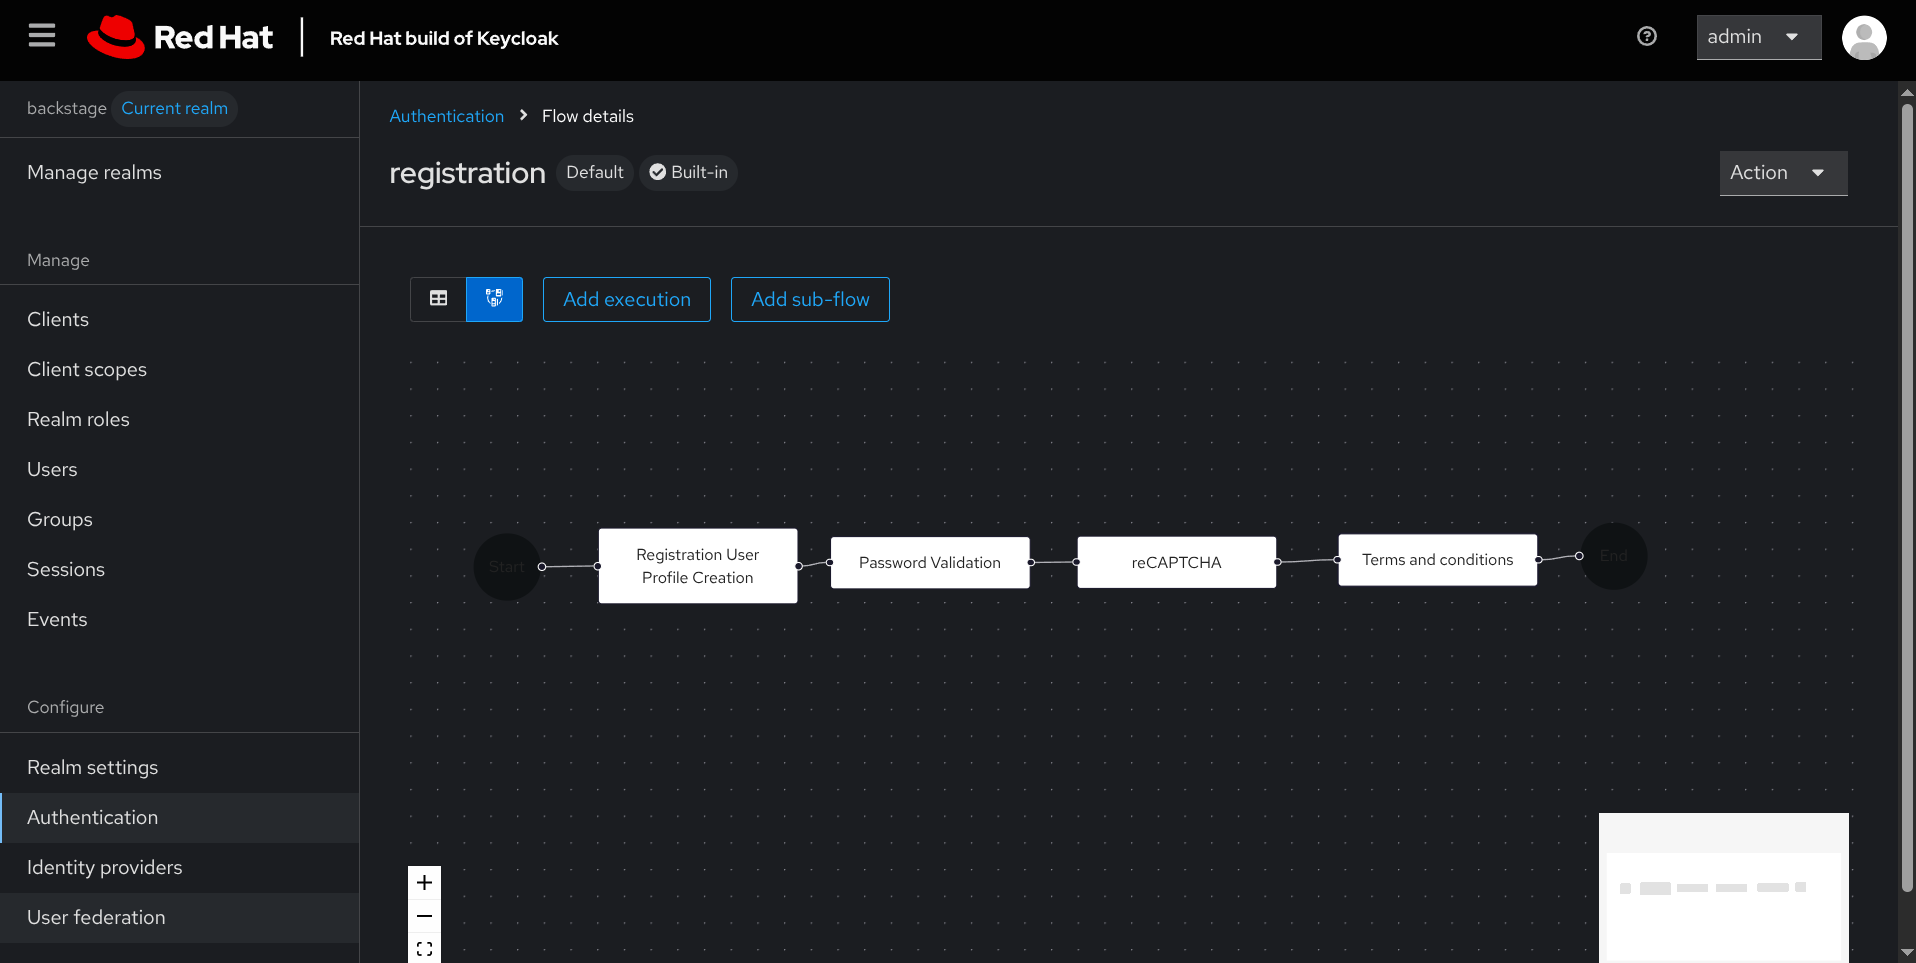 Red Hat
Red Hat build of Keycloak
admin
backstage Current realm
Manage realms
Manage
Clients
Client scopes
Realm roles
Users
Groups
Sessions
Events
Configure
Realm settings
Authentication
Identity providers
User federation
Authentication Flow details
registration Default Built-in
Action
Add execution Add sub-flow
Start
Registration User
Profile Creation
Password Validation
reCAPTCHA
Terms and conditions
End